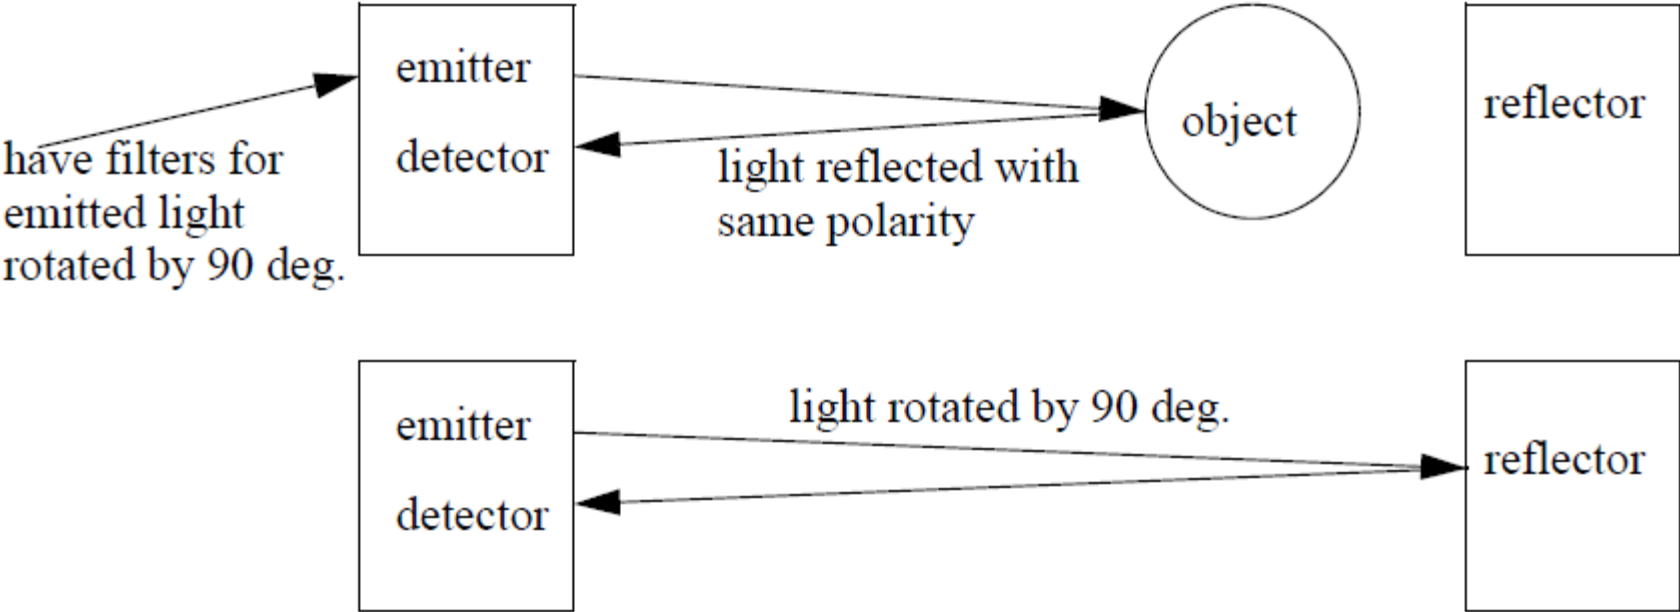 emitter
detector
object
reflector
have filters for
emitted light
rotated by 90 deg.
light reflected with
same polarity
emitter
detector
light rotated by 90 deg.
reflector